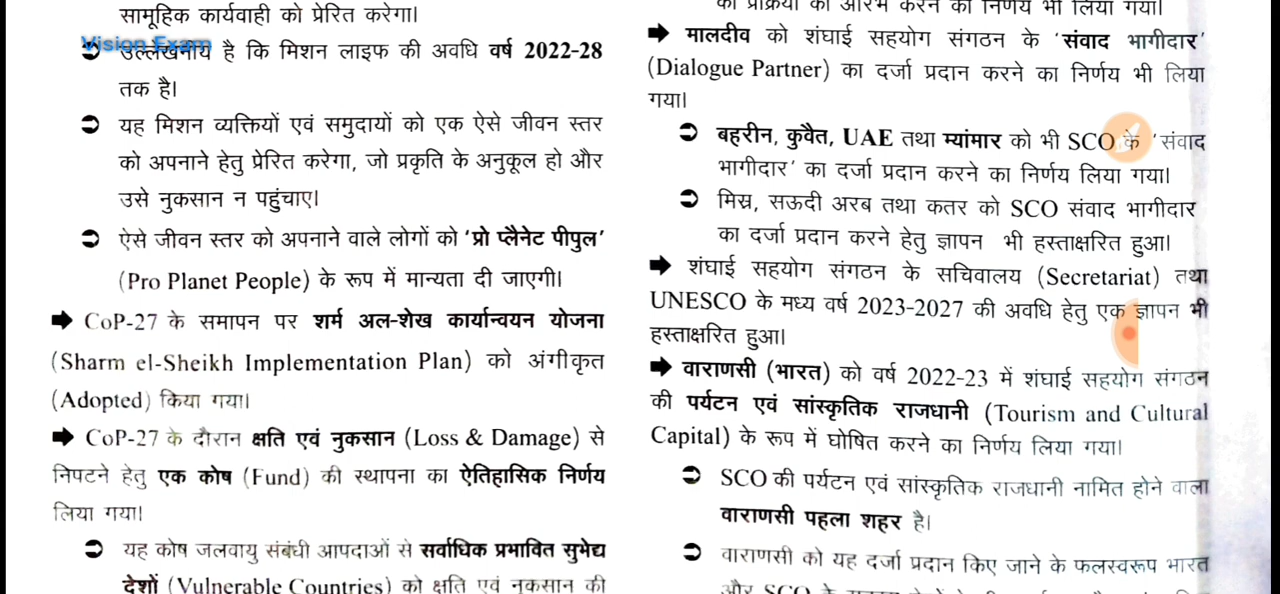 सामूहिक कार्यवाही को प्रेरित करेगा।
Vision Exam
➲ उल्लेखनीय है कि मिशन लाइफ की अवधि वर्ष 2022-28
तक है।
➲ यह मिशन व्यक्तियों एवं समुदायों को एक ऐसे जीवन स्तर
को अपनाने हेतु प्रेरित करेगा, जो प्रकृति के अनुकूल हो और
उसे नुकसान न पहुंचाए।
➲ ऐसे जीवन स्तर को अपनाने वाले लोगों को 'प्रो प्लैनेट पीपुल'
(Pro Planet People) के रूप में मान्यता दी जाएगी।
➡ CoP-27 के समापन पर शर्म अल-शेख कार्यान्वयन योजना
(Sharm el-Sheikh Implementation Plan) को अंगीकृत
(Adopted) किया गया।
➡ CoP-27 के दौरान क्षति एवं नुकसान (Loss & Damage) से
निपटने हेतु एक कोष (Fund) की स्थापना का ऐतिहासिक निर्णय
लिया गया।
➲ यह कोष जलवायु संबंधी आपदाओं से सर्वाधिक प्रभावित सुभेद्य
देशों (Vulnerable Countries) को क्षति एवं नुकसान की
की प्रक्रिया को आरंभ करने का निर्णय भी लिया गया।
➡ मालदीव को शंघाई सहयोग संगठन के 'संवाद भागीदार'
(Dialogue Partner) का दर्जा प्रदान करने का निर्णय भी लिया
गया।
➲ बहरीन, कुवैत, UAE तथा म्यांमार को भी SCO के 'संवाद
भागीदार' का दर्जा प्रदान करने का निर्णय लिया गया।
➲ मिस्र, सऊदी अरब तथा कतर को SCO संवाद भागीदार
का दर्जा प्रदान करने हेतु ज्ञापन भी हस्ताक्षरित हुआ।
➡ शंघाई सहयोग संगठन के सचिवालय (Secretariat) तथा
UNESCO के मध्य वर्ष 2023-2027 की अवधि हेतु एक ज्ञापन भी
हस्ताक्षरित हुआ।
➡ वाराणसी (भारत) को वर्ष 2022-23 में शंघाई सहयोग संगठन
की पर्यटन एवं सांस्कृतिक राजधानी (Tourism and Cultural
Capital) के रूप में घोषित करने का निर्णय लिया गया।
➲ SCO की पर्यटन एवं सांस्कृतिक राजधानी नामित होने वाला
वाराणसी पहला शहर है।
➲ वाराणसी को यह दर्जा प्रदान किए जाने के फलस्वरूप भारत
और SCO के